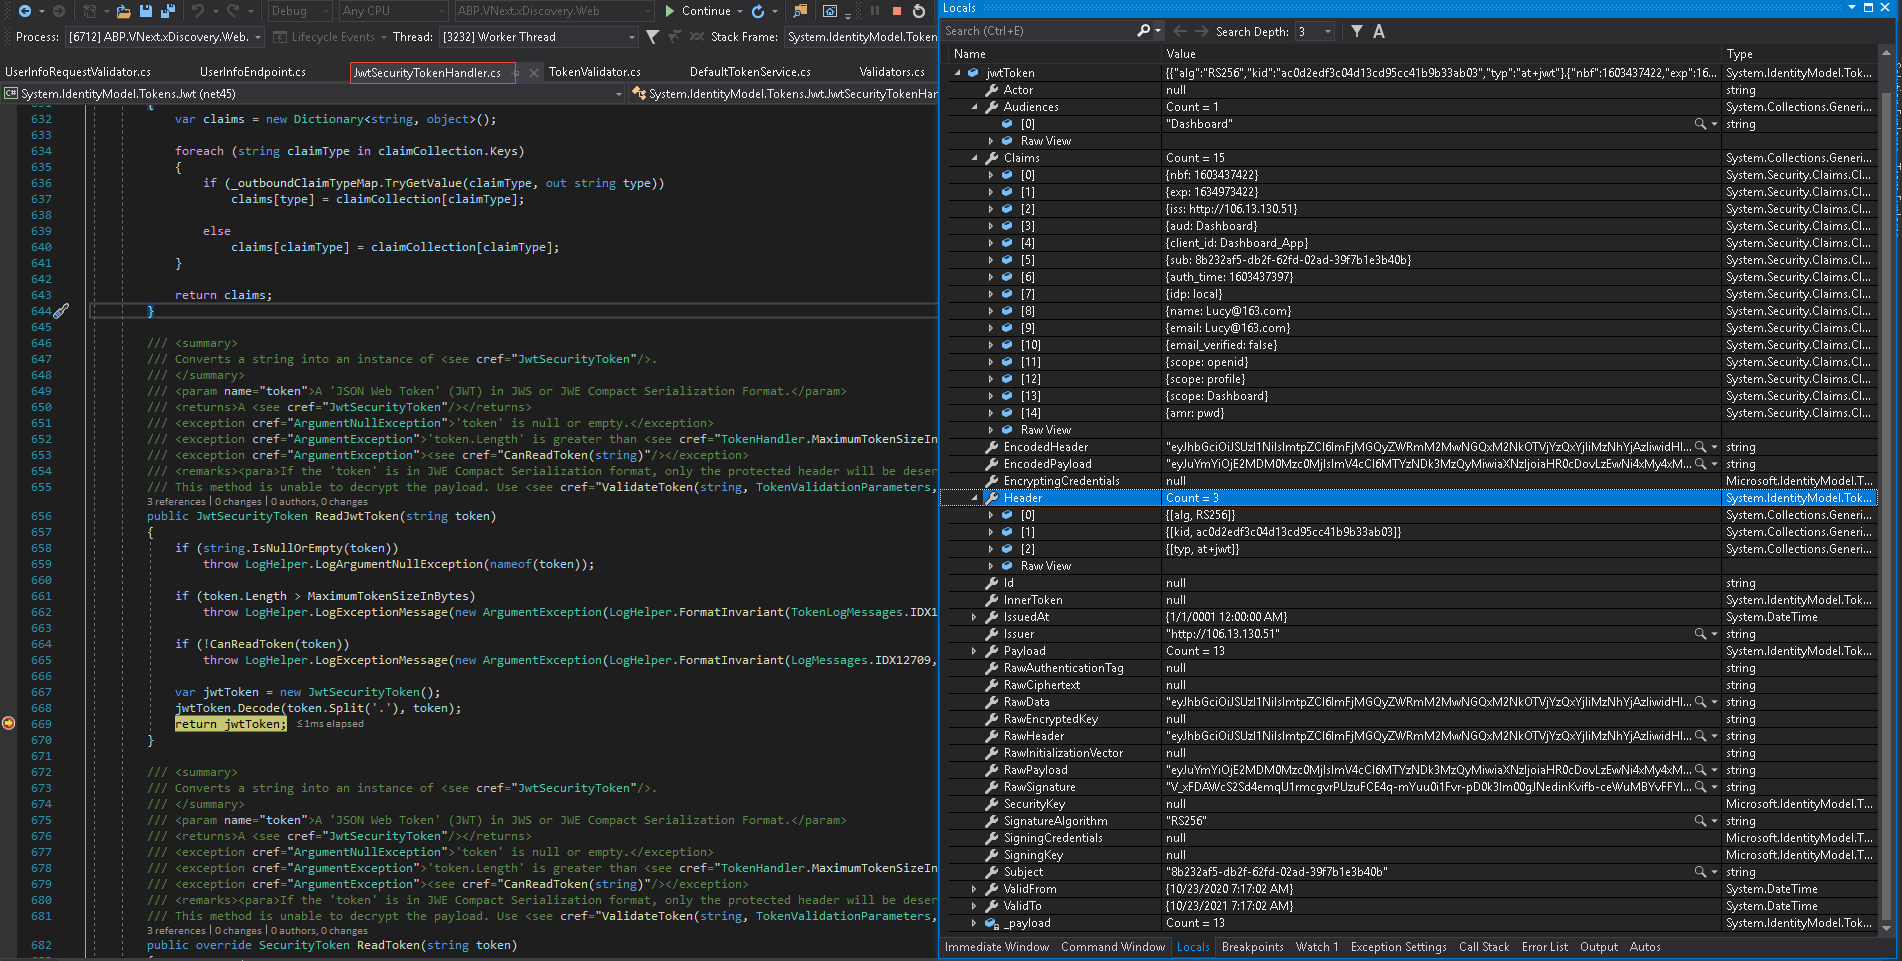 Debug Any CPU ABP.VNext.xDiscovery.Web Continue
Process: [6712] ABP.VNext.xDiscovery.Web. Lifecycle Events Thread: [3232] Worker Thread Stack Frame: System.IdentityModel.Token
UserInfoRequestValidator.cs UserInfoEndpoint.cs JwtSecurityTokenHandler.cs TokenValidator.cs DefaultTokenService.cs Validators.cs
System.IdentityModel.Tokens.Jwt (net45) System.IdentityModel.Tokens.Jwt.JwtSecurityTokenHar
631 {
632 var claims = new Dictionary<string, object>();
633
634 foreach (string claimType in claimCollection.Keys)
635 {
636 if (_outboundClaimTypeMap.TryGetValue(claimType, out string type))
637 claims[type] = claimCollection[claimType];
638
639 else
640 claims[claimType] = claimCollection[claimType];
641 }
642
643 return claims;
644 }
645
646 /// <summary>
647 /// Converts a string into an instance of <see cref="JwtSecurityToken"/>.
648 /// </summary>
649 /// <param name="token">A 'JSON Web Token' (JWT) in JWS or JWE Compact Serialization Format.</param>
650 /// <returns>A <see cref="JwtSecurityToken"/></returns>
651 /// <exception cref="ArgumentNullException">'token' is null or empty.</exception>
652 /// <exception cref="ArgumentException">'token.Length' is greater than <see cref="TokenHandler.MaximumTokenSizeIn
653 /// <exception cref="ArgumentException"><see cref="CanReadToken(string)"/></exception>
654 /// <remarks><para>If the 'token' is in JWE Compact Serialization format, only the protected header will be deser
655 /// This method is unable to decrypt the payload. Use <see cref="ValidateToken(string, TokenValidationParameters,
3 references | 0 changes | 0 authors, 0 changes
656 public JwtSecurityToken ReadJwtToken(string token)
657 {
658 if (string.IsNullOrEmpty(token))
659 throw LogHelper.LogArgumentNullException(nameof(token));
660
661 if (token.Length > MaximumTokenSizeInBytes)
662 throw LogHelper.LogExceptionMessage(new ArgumentException(LogHelper.FormatInvariant(TokenLogMessages.IDX1
663
664 if (!CanReadToken(token))
665 throw LogHelper.LogExceptionMessage(new ArgumentException(LogHelper.FormatInvariant(LogMessages.IDX12709,
666
667 var jwtToken = new JwtSecurityToken();
668 jwtToken.Decode(token.Split('.'), token);
669 return jwtToken; ≤1ms elapsed
670 }
671
672 /// <summary>
673 /// Converts a string into an instance of <see cref="JwtSecurityToken"/>.
674 /// </summary>
675 /// <param name="token">A 'JSON Web Token' (JWT) in JWS or JWE Compact Serialization Format.</param>
676 /// <returns>A <see cref="JwtSecurityToken"/></returns>
677 /// <exception cref="ArgumentNullException">'token' is null or empty.</exception>
678 /// <exception cref="ArgumentException">'token.Length' is greater than <see cref="TokenHandler.MaximumTokenSizeIn
679 /// <exception cref="ArgumentException"><see cref="CanReadToken(string)"/></exception>
680 /// <remarks><para>If the 'token' is in JWE Compact Serialization format, only the protected header will be deser
681 /// This method is unable to decrypt the payload. Use <see cref="ValidateToken(string, TokenValidationParameters,
3 references | 0 changes | 0 authors, 0 changes
682 public override SecurityToken ReadToken(string token)
Locals
Search (Ctrl+E) Search Depth: 3
Name Value Type
jwtToken {{"alg":"RS256","kid":"ac0d2edf3c04d13cd95cc41b9b33ab03","typ":"at+jwt"}.{"nbf":1603437422,"exp":16... System.IdentityModel.Tok...
Actor null string
Audiences Count = 1 System.Collections.Generi...
[0] "Dashboard" string
Raw View
Claims Count = 15 System.Collections.Generi...
[0] {nbf: 1603437422} System.Security.Claims.Cl...
[1] {exp: 1634973422} System.Security.Claims.Cl...
[2] {iss: http://106.13.130.51} System.Security.Claims.Cl...
[3] {aud: Dashboard} System.Security.Claims.Cl...
[4] {client_id: Dashboard_App} System.Security.Claims.Cl...
[5] {sub: 8b232af5-db2f-62fd-02ad-39f7b1e3b40b} System.Security.Claims.Cl...
[6] {auth_time: 1603437397} System.Security.Claims.Cl...
[7] {idp: local} System.Security.Claims.Cl...
[8] {name: Lucy@163.com} System.Security.Claims.Cl...
[9] {email: Lucy@163.com} System.Security.Claims.Cl...
[10] {email_verified: false} System.Security.Claims.Cl...
[11] {scope: openid} System.Security.Claims.Cl...
[12] {scope: profile} System.Security.Claims.Cl...
[13] {scope: Dashboard} System.Security.Claims.Cl...
[14] {amr: pwd} System.Security.Claims.Cl...
Raw View
EncodedHeader "eyJhbGciOiJSUzI1NiIsImtpZCI6ImFjMGQyZWRmM2MwNGQxM2NkOTVjYzQxYjliMzNhYjAzIiwidHI... string
EncodedPayload "eyJuYmYiOjE2MDM0Mzc0MjIsImV4cCI6MTYzNDk3MzQyMiwiaXNzIjoiaHR0cDovLzEwNi4xMy4xM... string
EncryptingCredentials null Microsoft.IdentityModel.T...
Header Count = 3 System.IdentityModel.Tok...
[0] {[alg, RS256]} System.Collections.Generi...
[1] {[kid, ac0d2edf3c04d13cd95cc41b9b33ab03]} System.Collections.Generi...
[2] {[typ, at+jwt]} System.Collections.Generi...
Raw View
Id null string
InnerToken null System.IdentityModel.Tok...
IssuedAt {1/1/0001 12:00:00 AM} System.DateTime
Issuer "http://106.13.130.51" string
Payload Count = 13 System.IdentityModel.Tok...
RawAuthenticationTag null string
RawCiphertext null string
RawData "eyJhbGciOiJSUzI1NiIsImtpZCI6ImFjMGQyZWRmM2MwNGQxM2NkOTVjYzQxYjliMzNhYjAzIiwidHI... string
RawEncryptedKey null string
RawHeader "eyJhbGciOiJSUzI1NiIsImtpZCI6ImFjMGQyZWRmM2MwNGQxM2NkOTVjYzQxYjliMzNhYjAzIiwidHI... string
RawInitializationVector null string
RawPayload "eyJuYmYiOjE2MDM0Mzc0MjIsImV4cCI6MTYzNDk3MzQyMiwiaXNzIjoiaHR0cDovLzEwNi4xMy4xM... string
RawSignature "V_xFDAWcS2Sd4emqU1rmcgvrPUzuFCE4q-mYuu0i1Fvr-pD0k3Im00gJNedinKvifb-ceWuMBYvFFYI... string
SecurityKey null Microsoft.IdentityModel.T...
SignatureAlgorithm "RS256" string
SigningCredentials null Microsoft.IdentityModel.T...
SigningKey null Microsoft.IdentityModel.T...
Subject "8b232af5-db2f-62fd-02ad-39f7b1e3b40b" string
ValidFrom {10/23/2020 7:17:02 AM} System.DateTime
ValidTo {10/23/2021 7:17:02 AM} System.DateTime
_payload Count = 13 System.IdentityModel.Tok...
Immediate Window Command Window Locals Breakpoints Watch 1 Exception Settings Call Stack Error List Output Autos